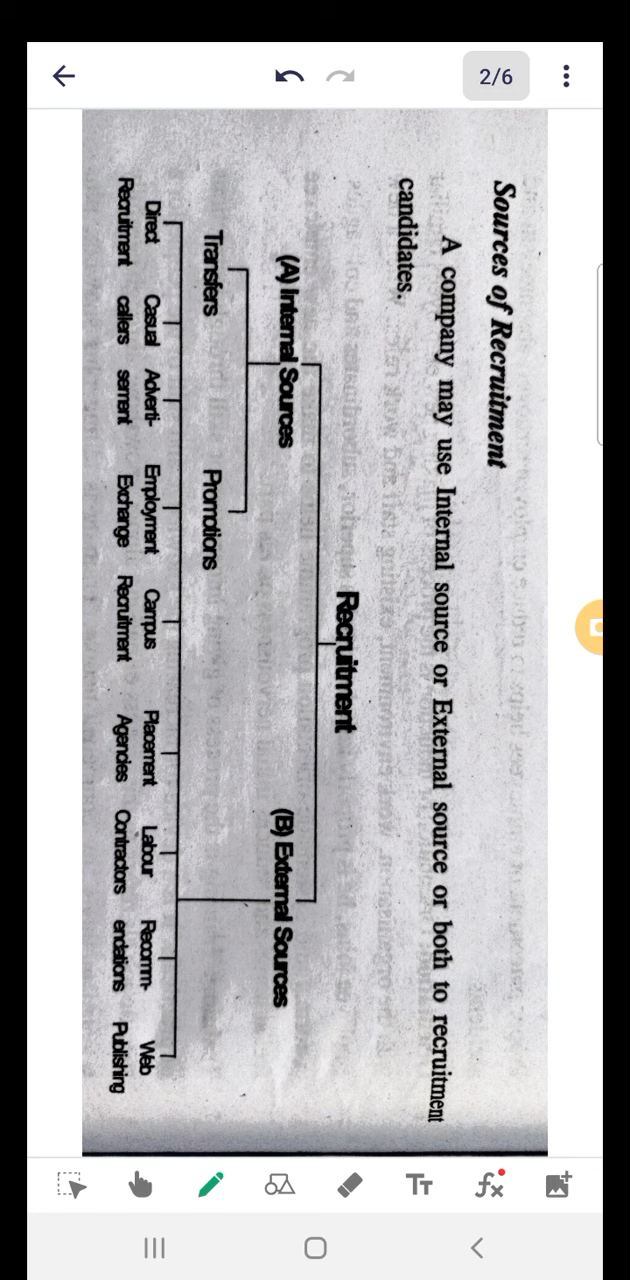 2/6
Sources of Recruitment
A company may use Internal source or External source or both to recruitment
candidates.
Recruitment
(A) Internal Sources
(B) External Sources
Transfers
Promotions
Direct
Recruitment
Casual
callers
Adverti-
sement
Employment
Exchange
Campus
Recruitment
Placement
Agencies
Labour
Contractors
Recomm-
endations
Web
Publishing
TT
fx